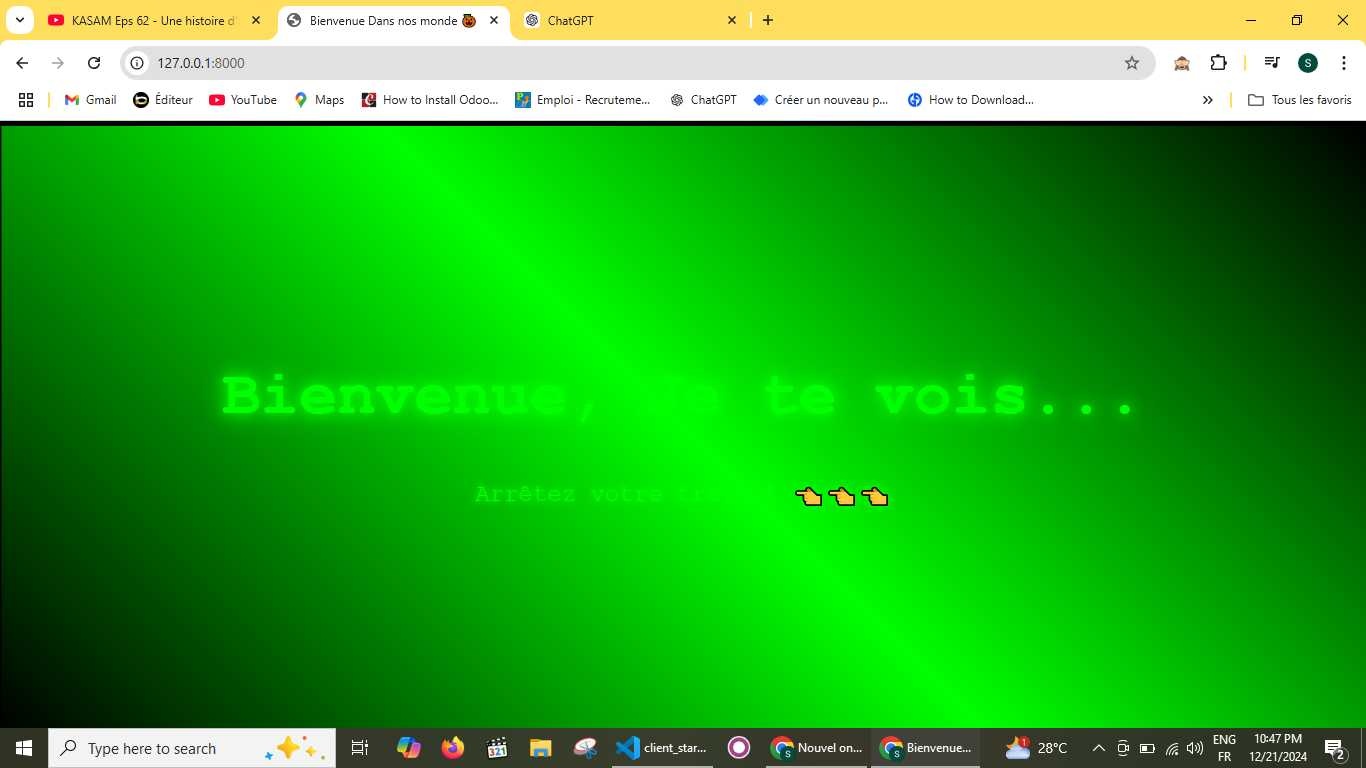 KASAM Eps 62 - Une histoire d'
Bienvenue Dans nos monde
ChatGPT
127.0.0.1:8000
S
Gmail
Éditeur
YouTube
Maps
How to Install Odoo...
Emploi - Recruteme...
ChatGPT
Créer un nouveau p...
How to Download...
Tous les favoris
Bienvenue, Je te vois...
Arrêtez votre
Type here to search
321
client_star...
Nouvel on...
Bienvenue...
1
28°C
ENG
FR
10:47 PM
12/21/2024
2